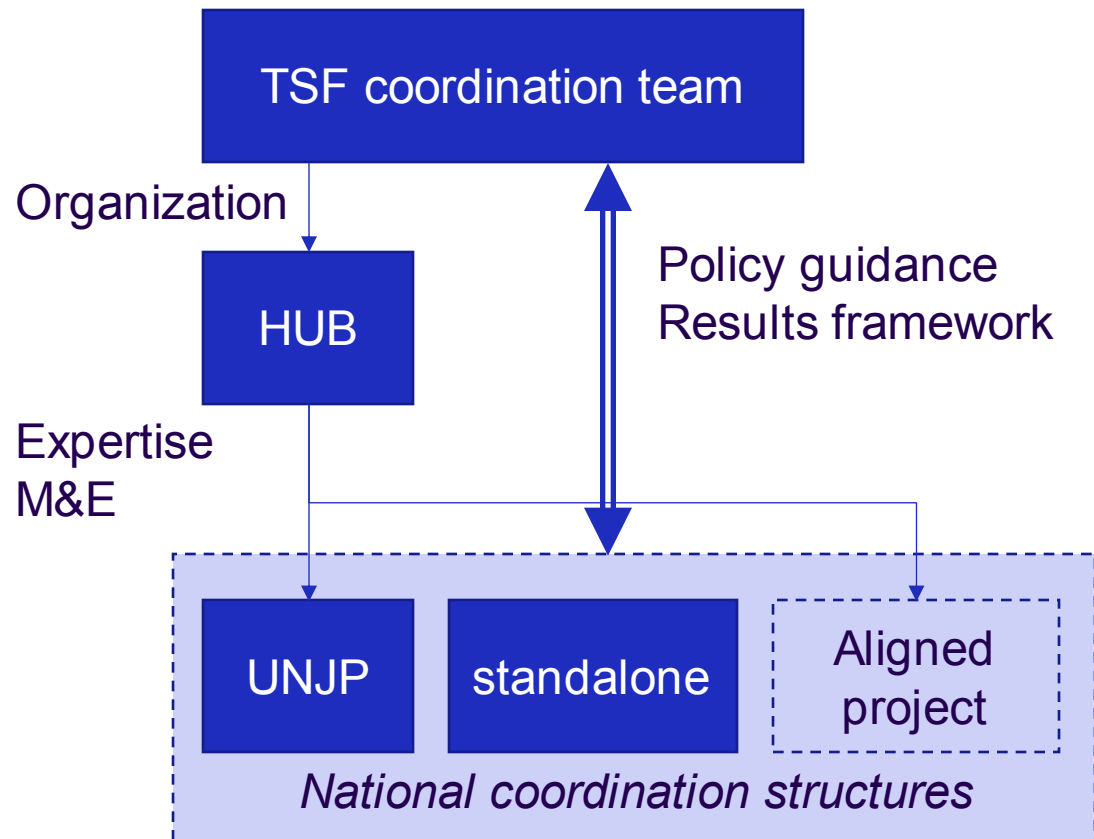 TSF coordination team
Organization
HUB
Policy guidance
Results framework
Expertise
M&E
UNJP
standalone
Aligned
project
National coordination structures